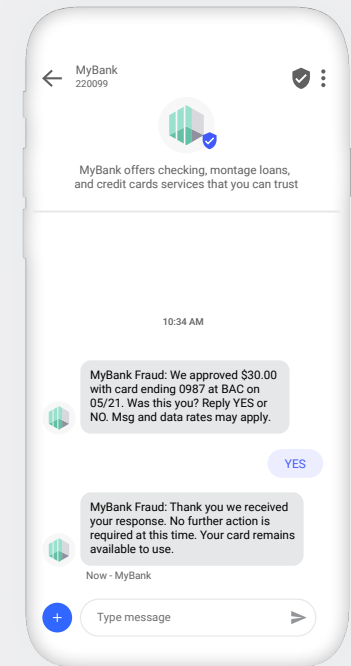 MyBank
220099
MyBank offers checking, montage loans,
and credit cards services that you can trust
10:34 AM
MyBank Fraud: We approved $30.00
with card ending 0987 at BAC on
05/21. Was this you? Reply YES or
NO. Msg and data rates may apply.
YES
MyBank Fraud: Thank you we received
your response. No further action is
required at this time. Your card remains
available to use.
Now - MyBank
Type message